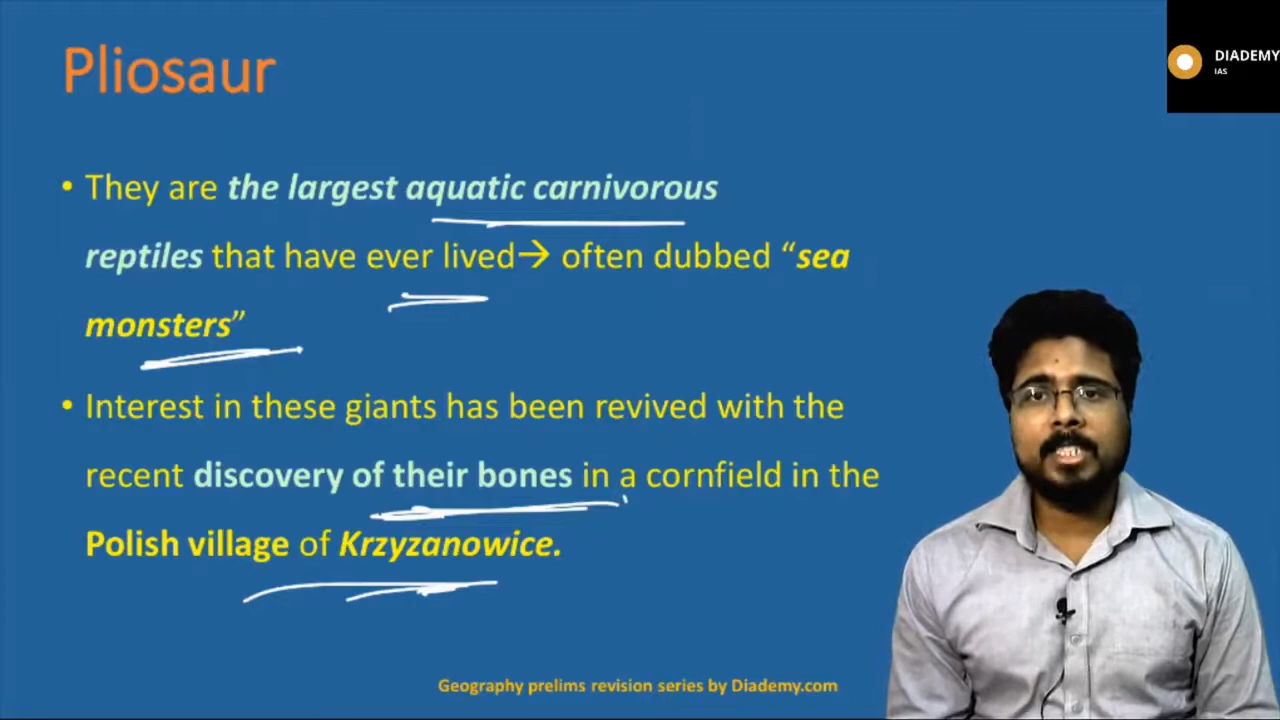 DIADEMY
IAS
Pliosaur
• They are the largest aquatic carnivorous
reptiles that have ever lived→ often dubbed “sea
monsters”
• Interest in these giants has been revived with the
recent discovery of their bones in a cornfield in the
Polish village of Krzyzanowice.
Geography prelims revision series by Diademy.com